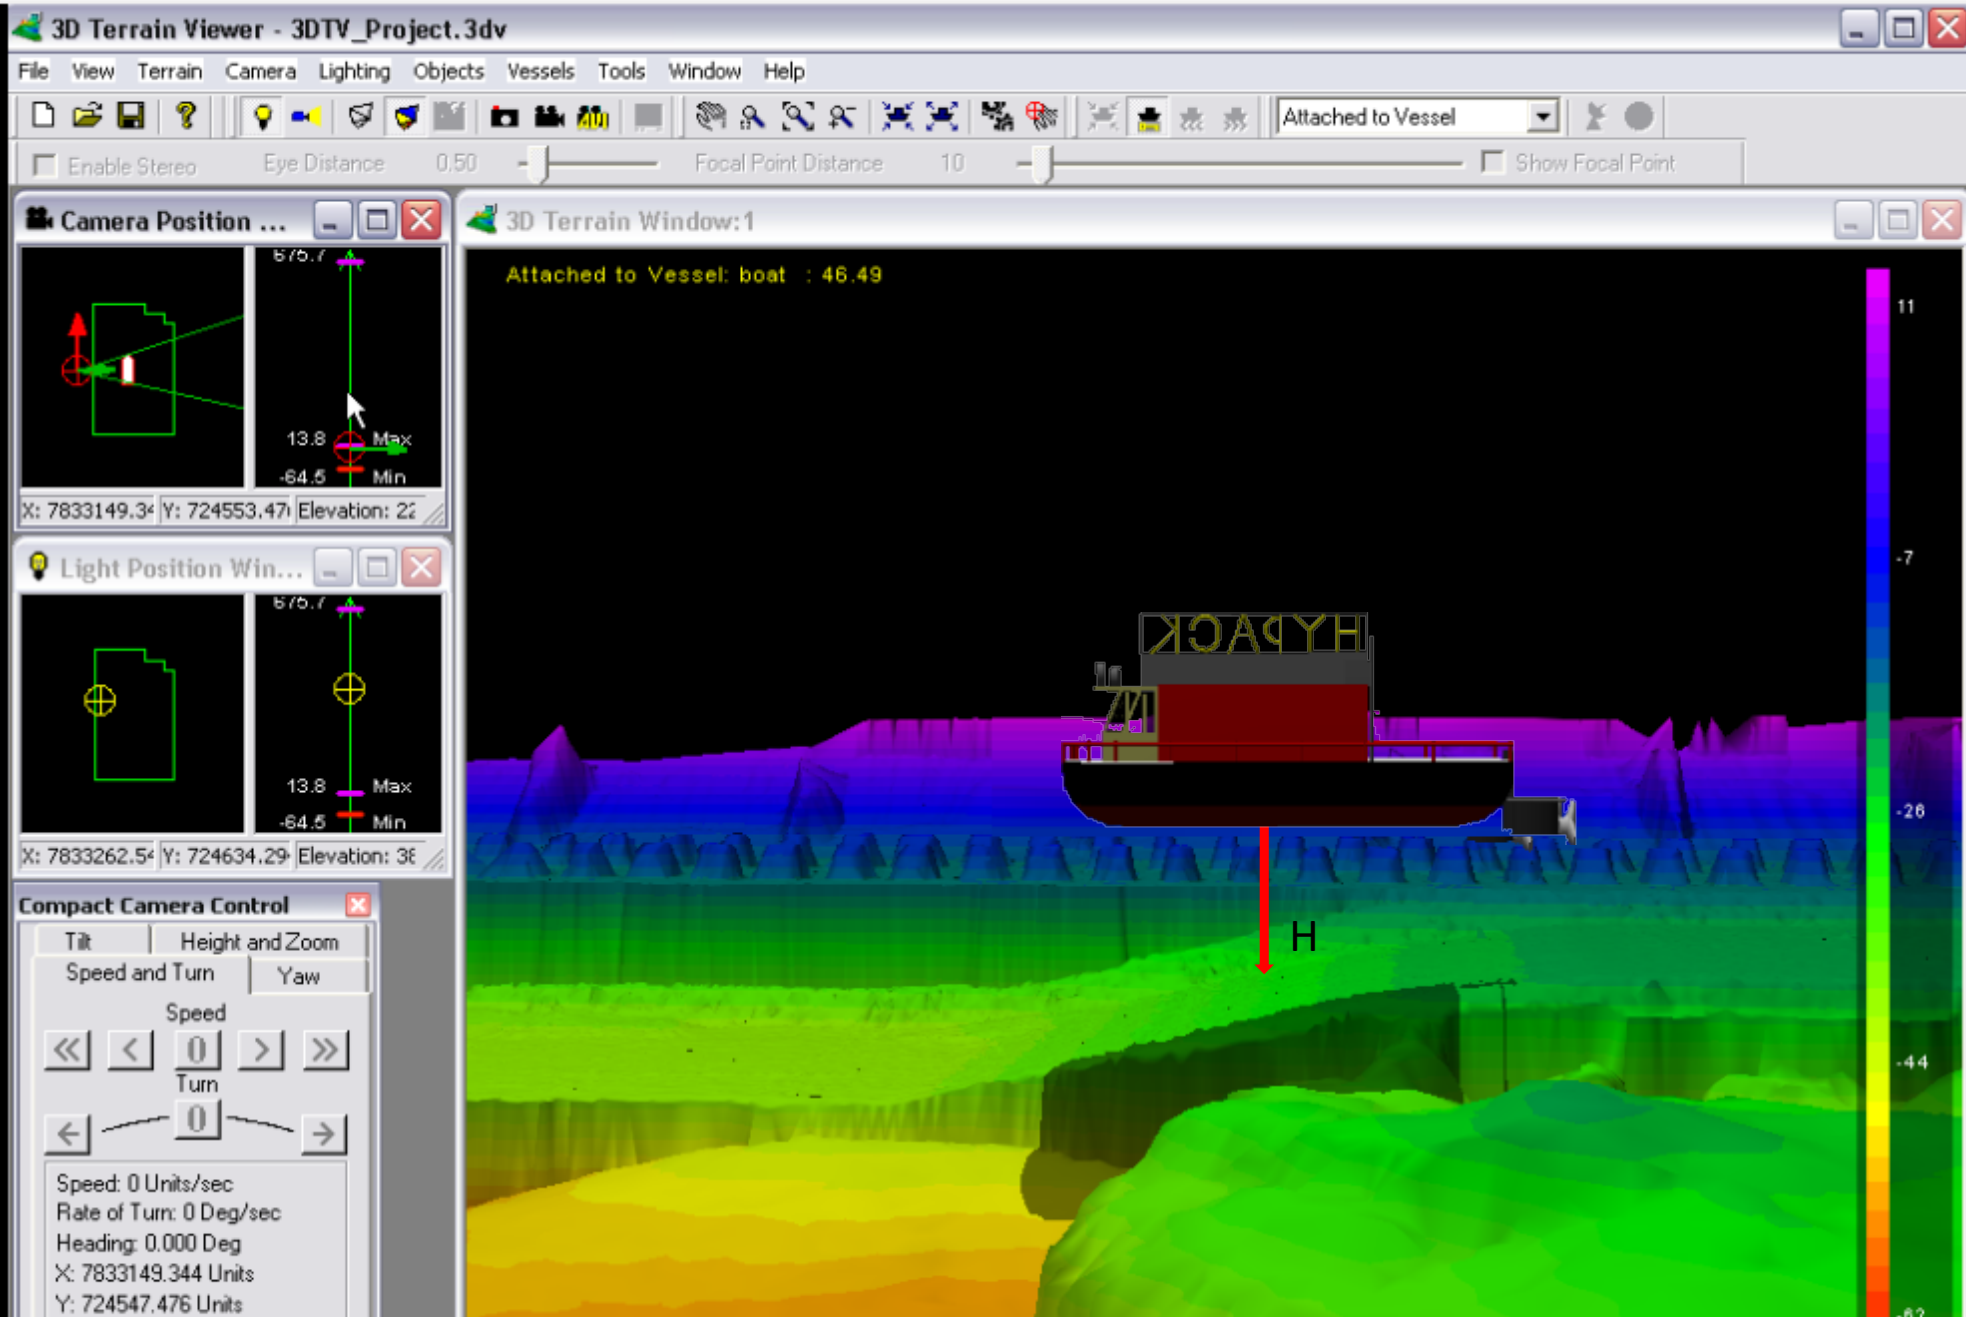 3D Terrain Viewer - 3DTV_Project.3dv
File View Terrain Camera Lighting Objects Vessels Tools Window Help
Attached to Vessel
Enable Stereo Eye Distance 0.50 Focal Point Distance 10 Show Focal Point
Camera Position ...
675.7
13.8 Max
-64.5 Min
X: 7833149.34 Y: 724553.47 Elevation: 22
Light Position Win...
675.7
13.8 Max
-64.5 Min
X: 7833262.54 Y: 724634.29 Elevation: 38
Compact Camera Control
Tilt Height and Zoom
Speed and Turn Yaw
Speed
0
Turn
0
Speed: 0 Units/sec
Rate of Turn: 0 Deg/sec
Heading: 0.000 Deg
X: 7833149.344 Units
Y: 724547.476 Units
3D Terrain Window:1
Attached to Vessel: boat : 46.49
11
-7
-26
-44
-62
HYPACK
H